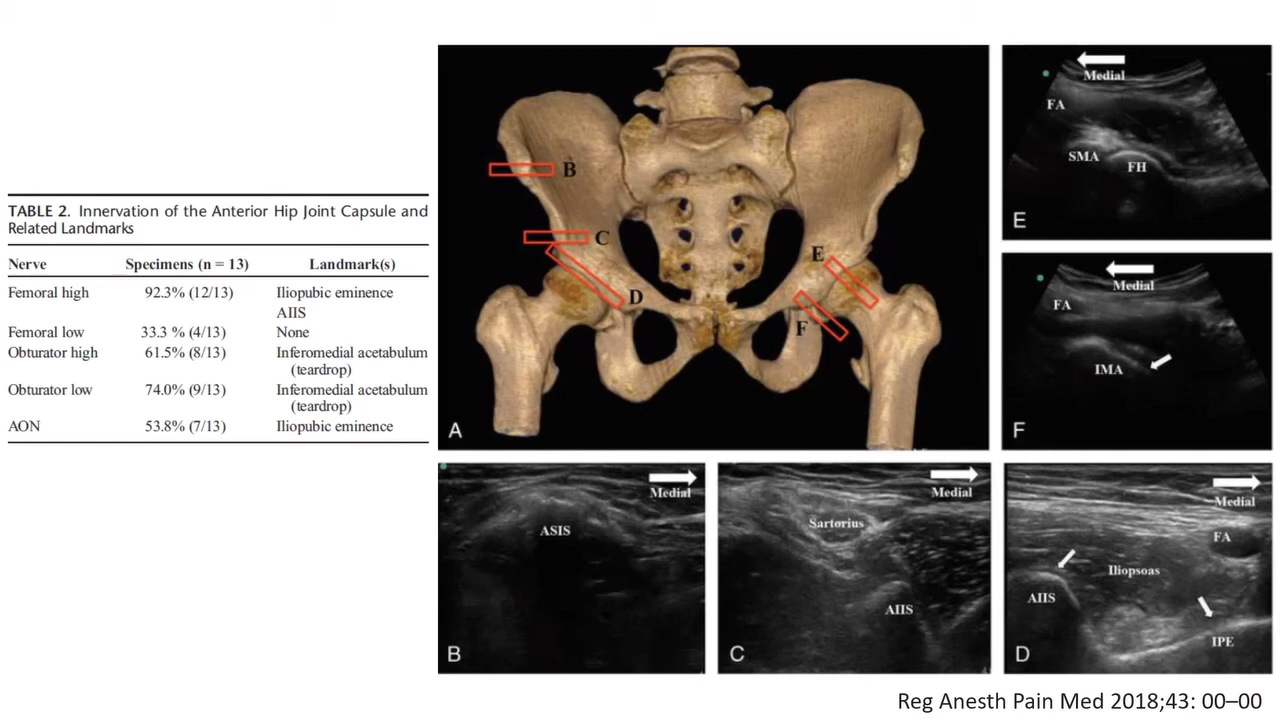 TABLE 2. Innervation of the Anterior Hip Joint Capsule and
Related Landmarks
Nerve Specimens (n = 13) Landmark(s)
Femoral high 92.3% (12/13) Iliopubic eminence
AIIS
Femoral low 33.3 % (4/13) None
Obturator high 61.5% (8/13) Inferomedial acetabulum
(teardrop)
Obturator low 74.0% (9/13) Inferomedial acetabulum
(teardrop)
AON 53.8% (7/13) Iliopubic eminence
B
C
D
E
F
A
Medial
FA
SMA
FH
E
Medial
FA
IMA
F
Medial
ASIS
B
Medial
Sartorius
AIIS
C
Medial
FA
Iliopsoas
AIIS
IPE
D
Reg Anesth Pain Med 2018;43: 00–00